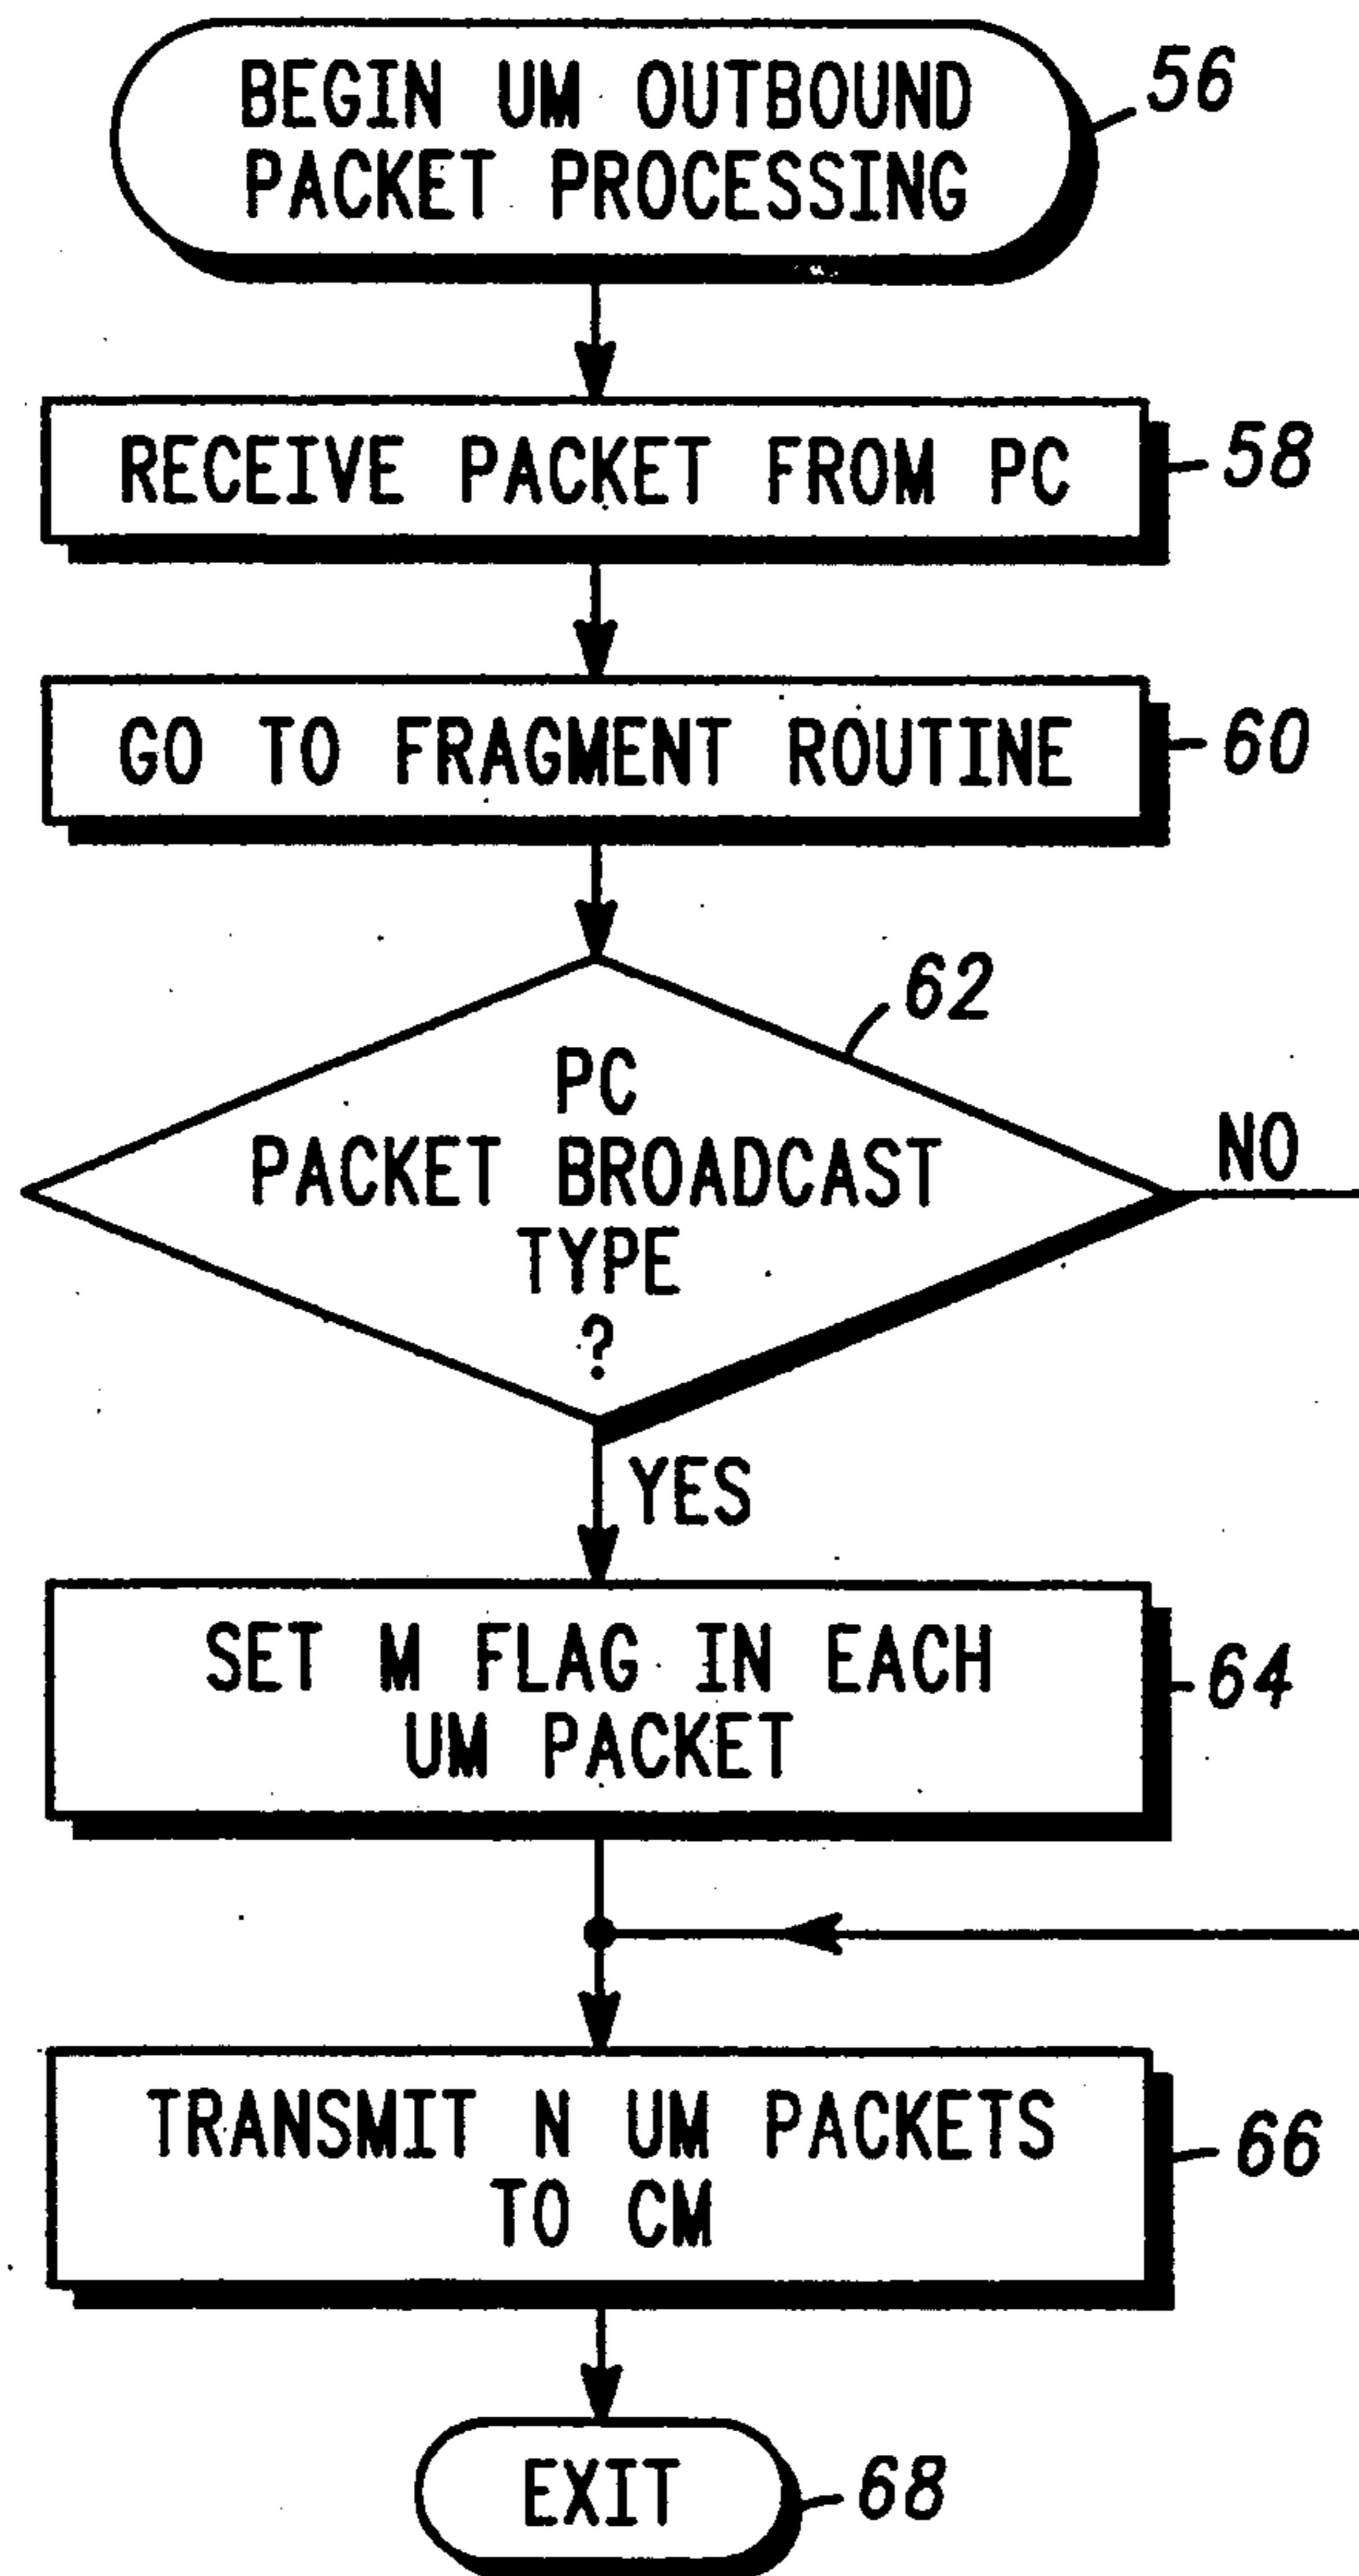 BEGIN UM OUTBOUND
PACKET PROCESSING
56
RECEIVE PACKET FROM PC
58
GO TO FRAGMENT ROUTINE
60
62
PC
PACKET BROADCAST
TYPE
?
NO
YES
SET M FLAG IN EACH
UM PACKET
64
TRANSMIT N UM PACKETS
TO CM
66
EXIT
68